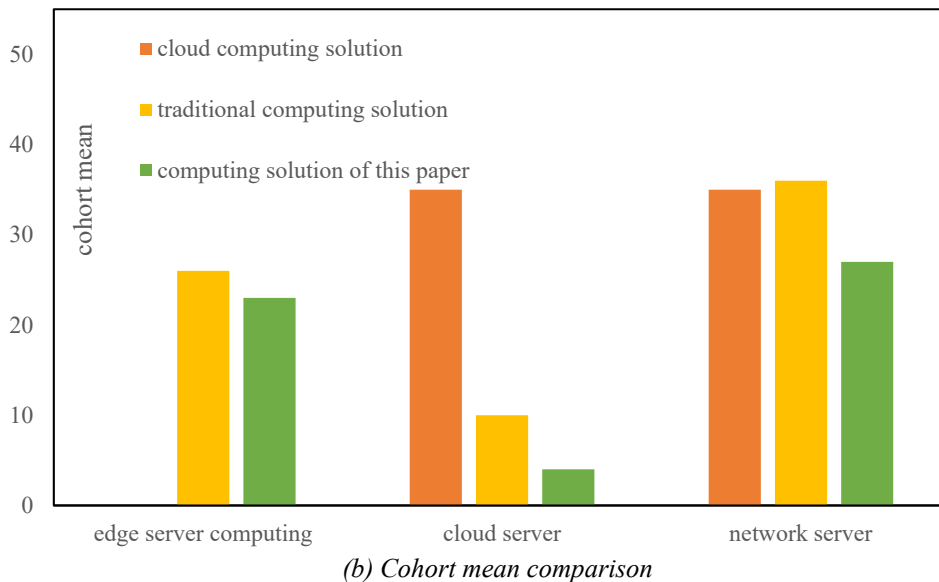 50
40
30
20
10
0
cohort mean
cloud computing solution
traditional computing solution
computing solution of this paper
edge server computing
cloud server
network server
(b) Cohort mean comparison